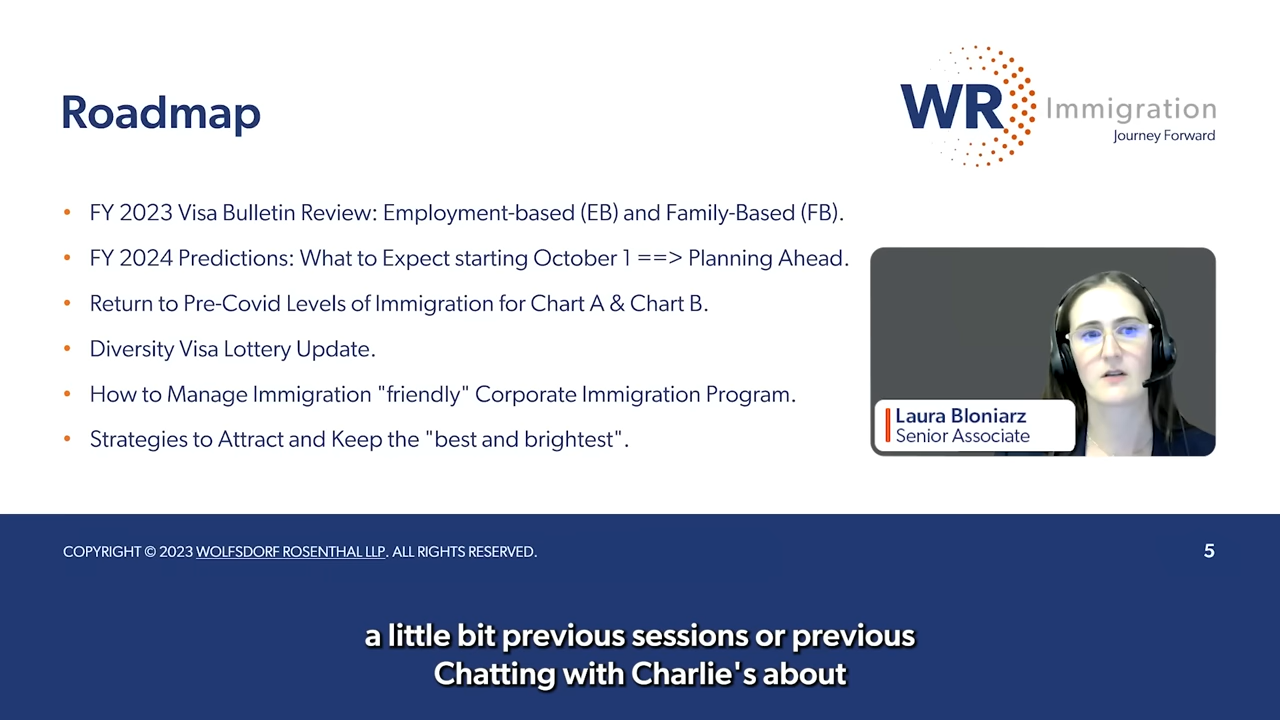 Roadmap
WR Immigration
Journey Forward
• FY 2023 Visa Bulletin Review: Employment-based (EB) and Family-Based (FB).
• FY 2024 Predictions: What to Expect starting October 1 ==> Planning Ahead.
• Return to Pre-Covid Levels of Immigration for Chart A & Chart B.
• Diversity Visa Lottery Update.
• How to Manage Immigration "friendly" Corporate Immigration Program.
• Strategies to Attract and Keep the "best and brightest".
Laura Bloniarz
Senior Associate
COPYRIGHT © 2023 WOLFSDORF ROSENTHAL LLP. ALL RIGHTS RESERVED.
5
a little bit previous sessions or previous
Chatting with Charlie's about